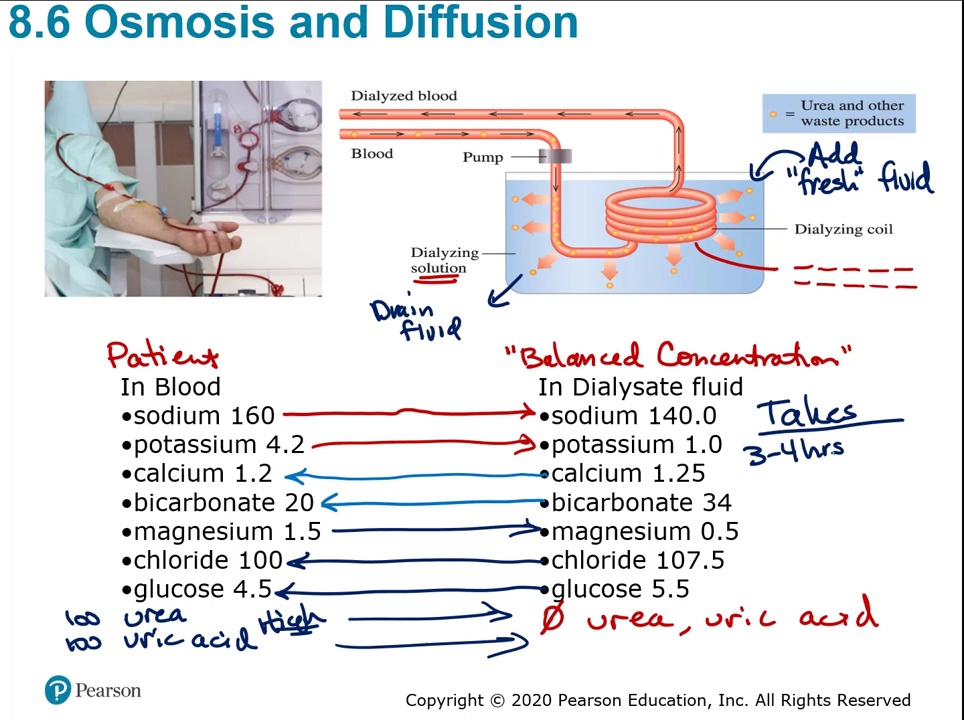 8.6 Osmosis and Diffusion
Dialyzed blood
Blood
Pump
= Urea and other
waste products
Add
"fresh" fluid
Dialyzing coil
Dialyzing
solution
Drain
fluid
Patient
In Blood
•sodium 160
•potassium 4.2
•calcium 1.2
•bicarbonate 20
•magnesium 1.5
•chloride 100
•glucose 4.5
100 urea
100 uric acid
High
"Balanced Concentration"
In Dialysate fluid
•sodium 140.0
•potassium 1.0
•calcium 1.25
•bicarbonate 34
•magnesium 0.5
•chloride 107.5
•glucose 5.5
Ø urea, uric acid
Takes
3-4hrs
P Pearson
Copyright © 2020 Pearson Education, Inc. All Rights Reserved